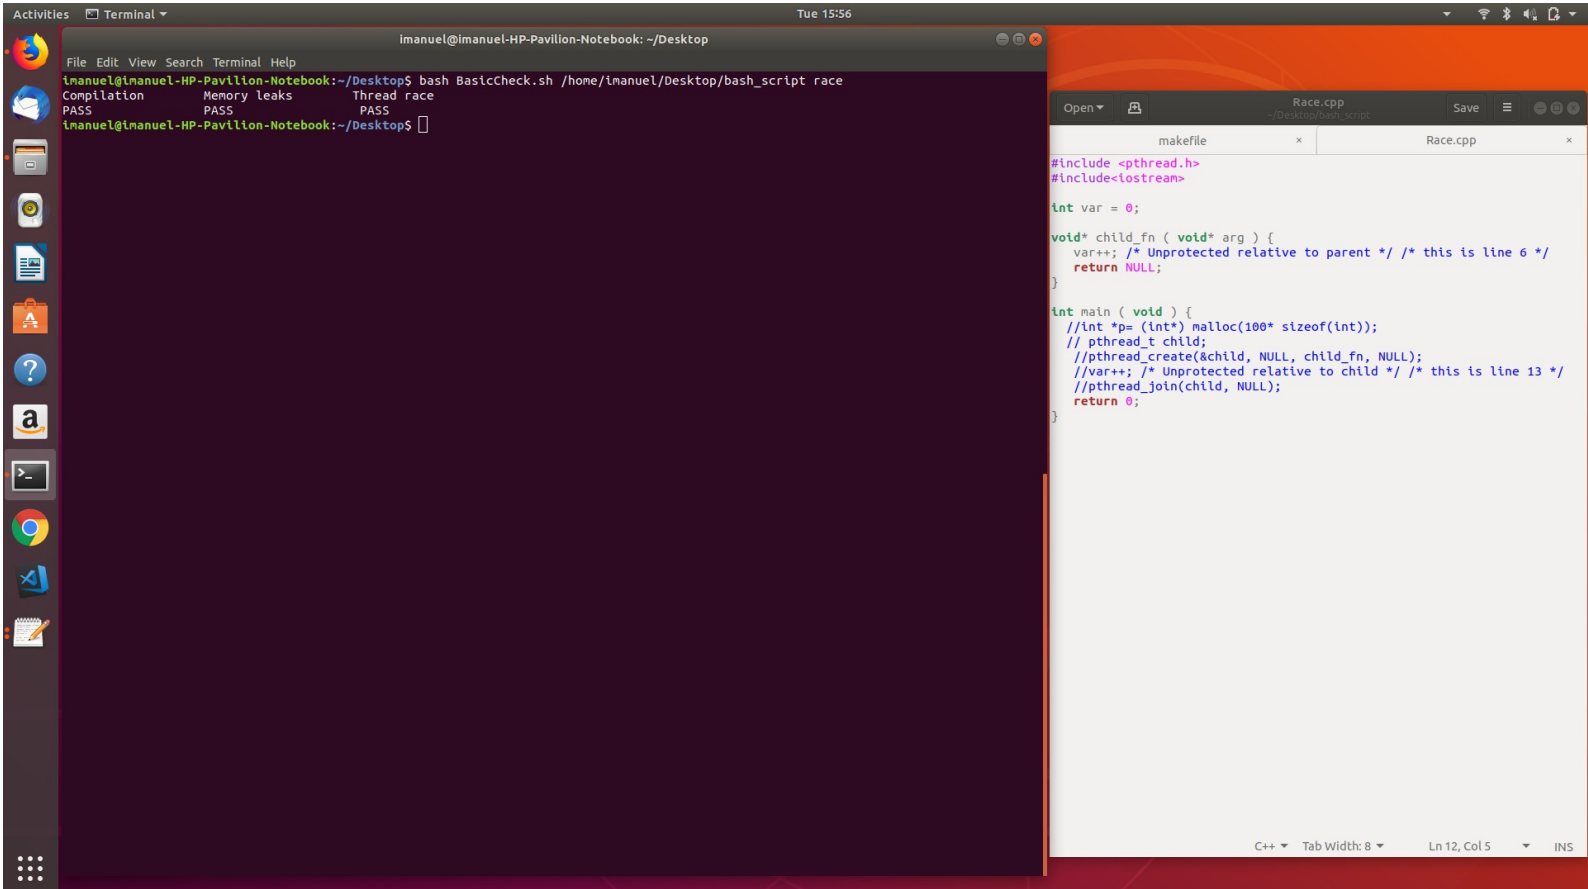 Activities Terminal Tue 15:56
imanuel@imanuel-HP-Pavilion-Notebook: ~/Desktop
File Edit View Search Terminal Help
imanuel@imanuel-HP-Pavilion-Notebook:~/Desktop$ bash BasicCheck.sh /home/imanuel/Desktop/bash_script race
Compilation Memory leaks Thread race
PASS PASS PASS
imanuel@imanuel-HP-Pavilion-Notebook:~/Desktop$
Open Race.cpp Save
~/Desktop/bash_script
makefile × Race.cpp ×
#include <pthread.h>
#include<iostream>
int var = 0;
void* child_fn ( void* arg ) {
var++; /* Unprotected relative to parent */ /* this is line 6 */
return NULL;
}
int main ( void ) {
//int *p= (int*) malloc(100* sizeof(int));
// pthread_t child;
//pthread_create(&child, NULL, child_fn, NULL);
//var++; /* Unprotected relative to child */ /* this is line 13 */
//pthread_join(child, NULL);
return 0;
}
C++ Tab Width: 8 Ln 12, Col 5 INS